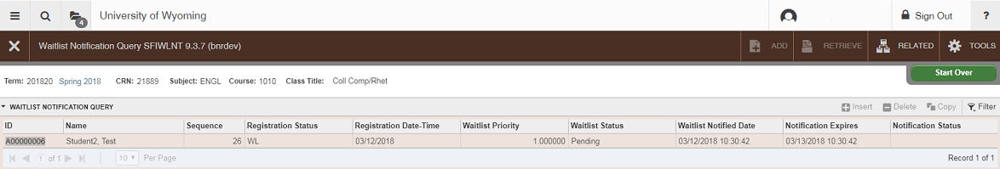 4 University of Wyoming Sign Out ?
Waitlist Notification Query SFIWLNT 9.3.7 (bnrdev) ADD RETRIEVE RELATED TOOLS
Start Over
Term: 201820 Spring 2018 CRN: 21889 Subject: ENGL Course: 1010 Class Title: Coll Comp/Rhet
WAITLIST NOTIFICATION QUERY Insert Delete Copy Filter
ID Name Sequence Registration Status Registration Date-Time Waitlist Priority Waitlist Status Waitlist Notified Date Notification Expires Notification Status
A00000006 Student2, Test 26 WL 03/12/2018 1.000000 Pending 03/12/2018 10:30:42 03/13/2018 10:30:42
1 of 1 10 Per Page Record 1 of 1